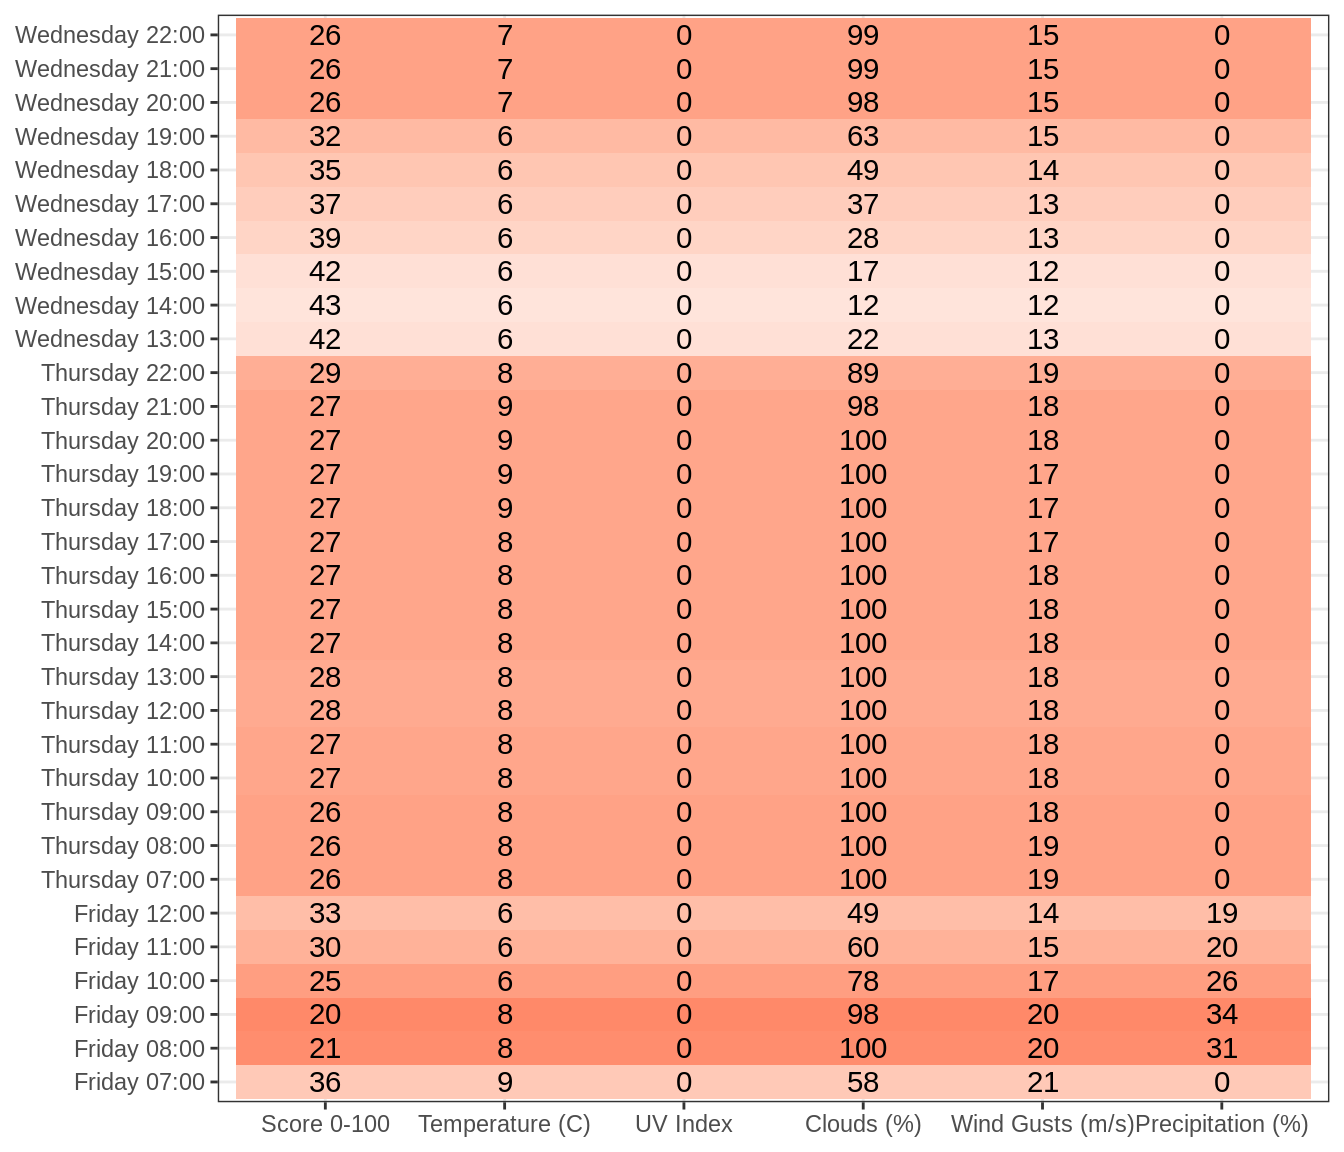 Wednesday 22:00 26 7 0 99 15 0
Wednesday 21:00 26 7 0 99 15 0
Wednesday 20:00 26 7 0 98 15 0
Wednesday 19:00 32 6 0 63 15 0
Wednesday 18:00 35 6 0 49 14 0
Wednesday 17:00 37 6 0 37 13 0
Wednesday 16:00 39 6 0 28 13 0
Wednesday 15:00 42 6 0 17 12 0
Wednesday 14:00 43 6 0 12 12 0
Wednesday 13:00 42 6 0 22 13 0
Thursday 22:00 29 8 0 89 19 0
Thursday 21:00 27 9 0 98 18 0
Thursday 20:00 27 9 0 100 18 0
Thursday 19:00 27 9 0 100 17 0
Thursday 18:00 27 9 0 100 17 0
Thursday 17:00 27 8 0 100 17 0
Thursday 16:00 27 8 0 100 18 0
Thursday 15:00 27 8 0 100 18 0
Thursday 14:00 27 8 0 100 18 0
Thursday 13:00 28 8 0 100 18 0
Thursday 12:00 28 8 0 100 18 0
Thursday 11:00 27 8 0 100 18 0
Thursday 10:00 27 8 0 100 18 0
Thursday 09:00 26 8 0 100 18 0
Thursday 08:00 26 8 0 100 19 0
Thursday 07:00 26 8 0 100 19 0
Friday 12:00 33 6 0 49 14 19
Friday 11:00 30 6 0 60 15 20
Friday 10:00 25 6 0 78 17 26
Friday 09:00 20 8 0 98 20 34
Friday 08:00 21 8 0 100 20 31
Friday 07:00 36 9 0 58 21 0
Score 0-100 Temperature (C) UV Index Clouds (%) Wind Gusts (m/s) Precipitation (%)